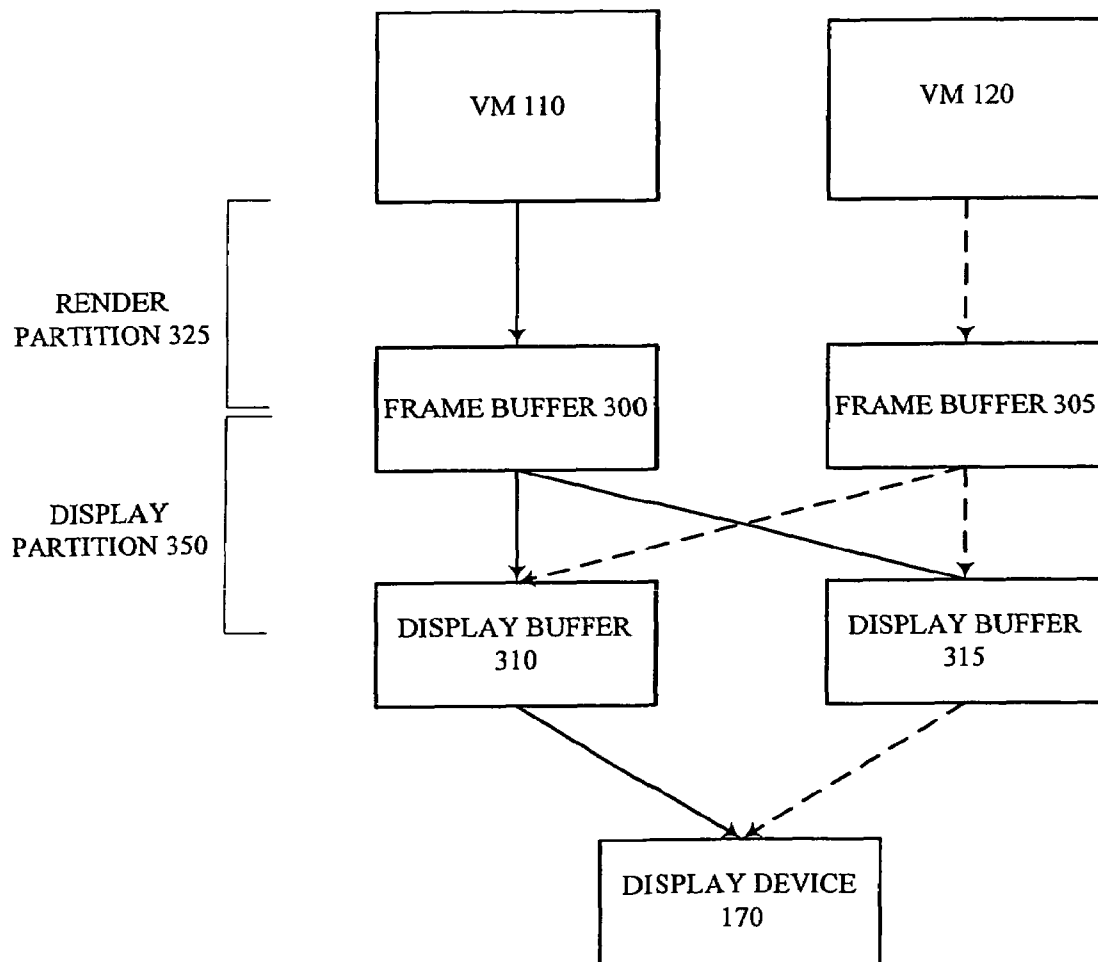 VM 110
VM 120
RENDER
PARTITION 325
FRAME BUFFER 300
FRAME BUFFER 305
DISPLAY
PARTITION 350
DISPLAY BUFFER
310
DISPLAY BUFFER
315
DISPLAY DEVICE
170